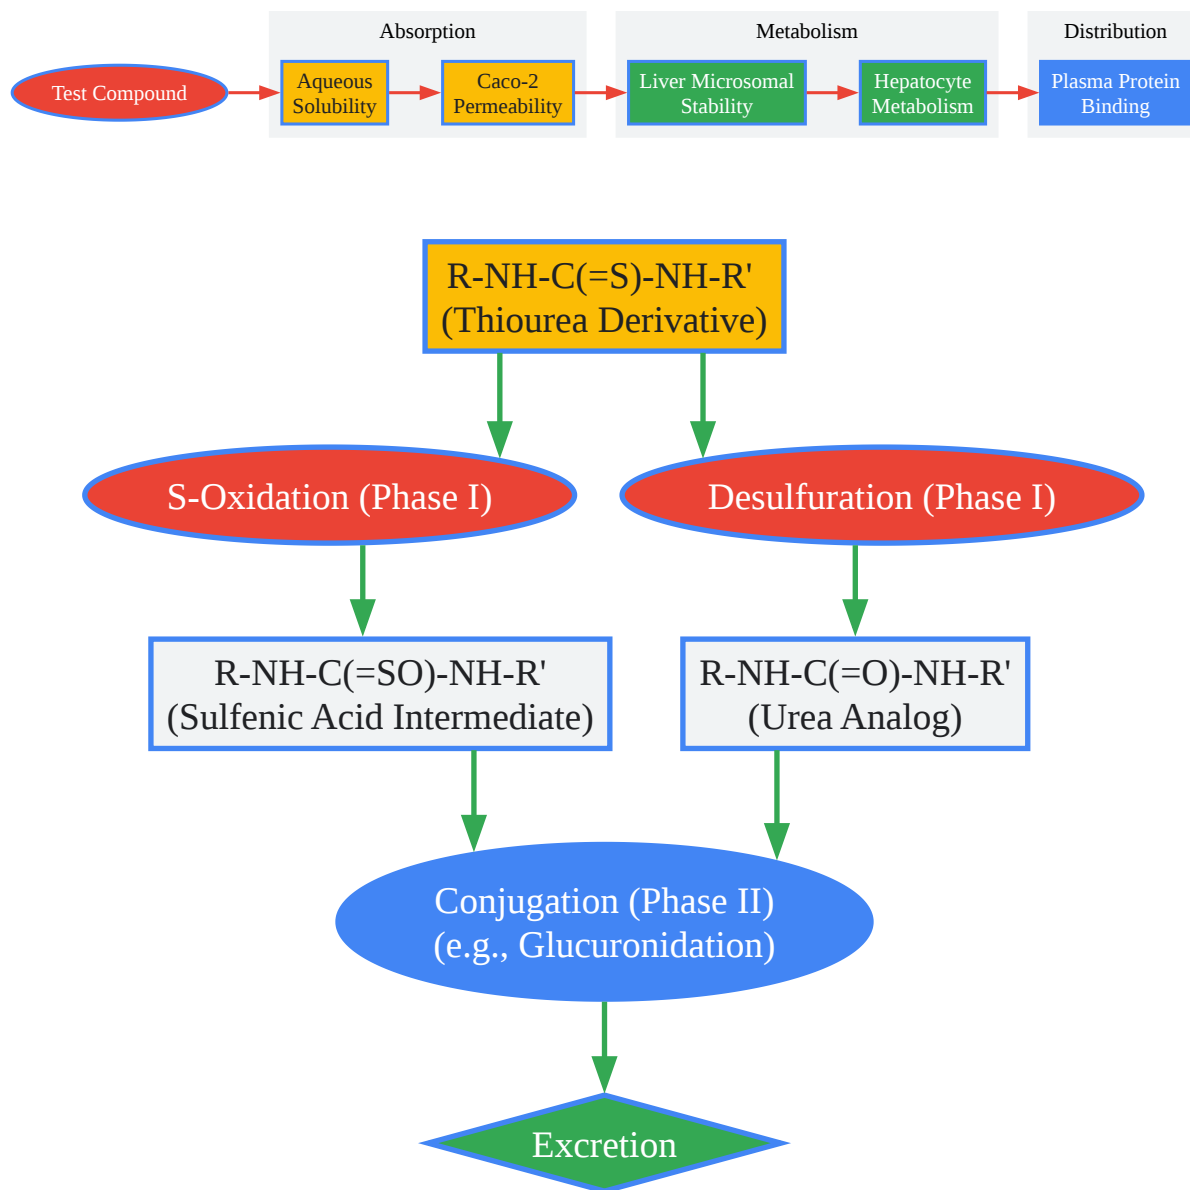 Absorption
Metabolism
Distribution
Test Compound
Aqueous
Solubility
Caco-2
Permeability
Liver Microsomal
Stability
Hepatocyte
Metabolism
Plasma Protein
Binding
R-NH-C(=S)-NH-R'
(Thiourea Derivative)
S-Oxidation (Phase I)
Desulfuration (Phase I)
R-NH-C(=SO)-NH-R'
(Sulfenic Acid Intermediate)
R-NH-C(=O)-NH-R'
(Urea Analog)
Conjugation (Phase II)
(e.g., Glucuronidation)
Excretion